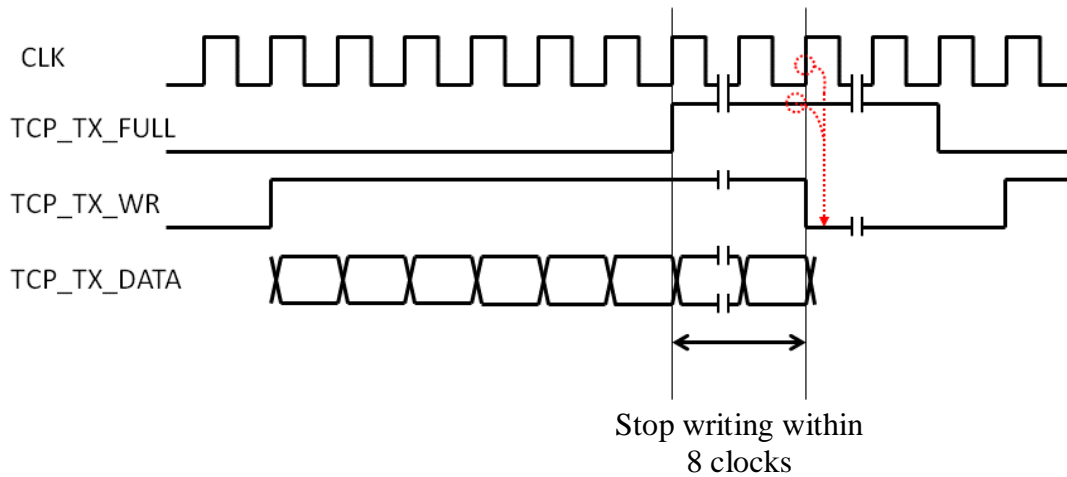 CLK
TCP_TX_FULL
TCP_TX_WR
TCP_TX_DATA
Stop writing within
8 clocks